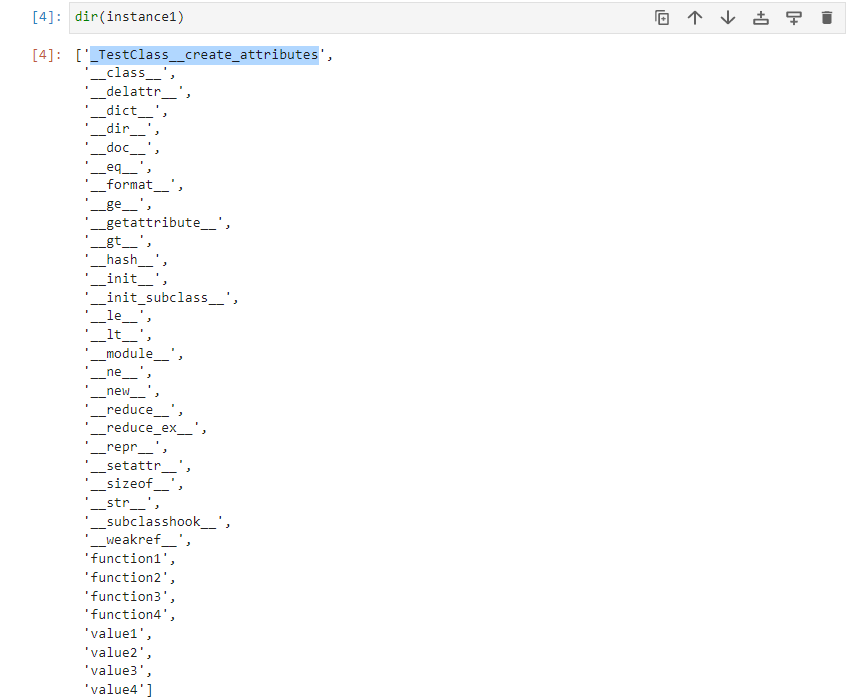 [4]: dir(instance1)
[4]: ['_TestClass__create_attributes',
'__class__',
'__delattr__',
'__dict__',
'__dir__',
'__doc__',
'__eq__',
'__format__',
'__ge__',
'__getattribute__',
'__gt__',
'__hash__',
'__init__',
'__init_subclass__',
'__le__',
'__lt__',
'__module__',
'__ne__',
'__new__',
'__reduce__',
'__reduce_ex__',
'__repr__',
'__setattr__',
'__sizeof__',
'__str__',
'__subclasshook__',
'__weakref__',
'function1',
'function2',
'function3',
'function4',
'value1',
'value2',
'value3',
'value4']